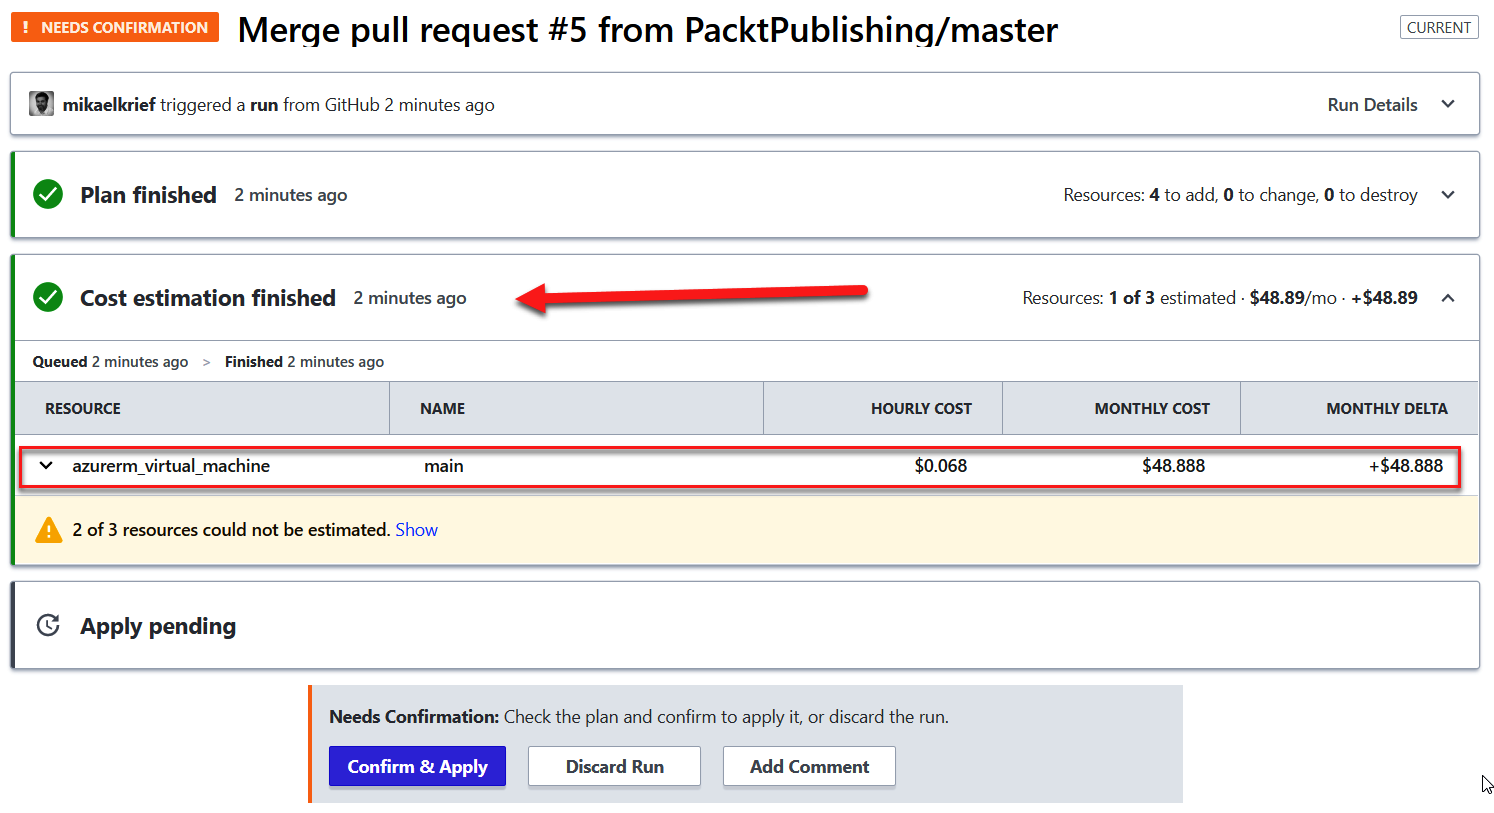 ! NEEDS CONFIRMATION Merge pull request #5 from PacktPublishing/master CURRENT
mikaelkrief triggered a run from GitHub 2 minutes ago Run Details
Plan finished 2 minutes ago Resources: 4 to add, 0 to change, 0 to destroy
Cost estimation finished 2 minutes ago Resources: 1 of 3 estimated · $48.89/mo · +$48.89
Queued 2 minutes ago > Finished 2 minutes ago
RESOURCE NAME HOURLY COST MONTHLY COST MONTHLY DELTA
azurerm_virtual_machine main $0.068 $48.888 +$48.888
2 of 3 resources could not be estimated. Show
Apply pending
Needs Confirmation: Check the plan and confirm to apply it, or discard the run.
Confirm & Apply Discard Run Add Comment